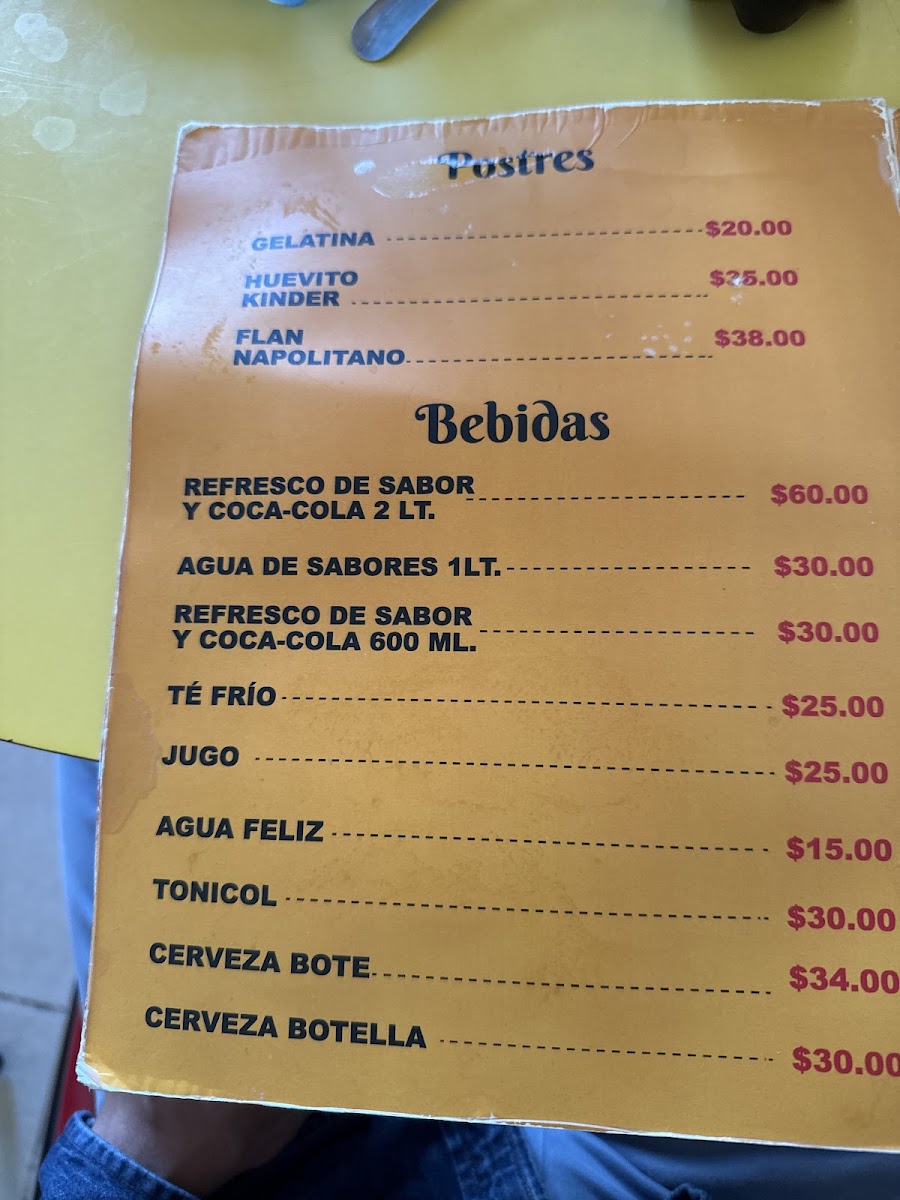 Postres
GELATINA $20.00
HUEVITO
KINDER $35.00
FLAN
NAPOLITANO $38.00
Bebidas
REFRESCO DE SABOR
Y COCA-COLA 2 LT. $60.00
AGUA DE SABORES 1LT. $30.00
REFRESCO DE SABOR
Y COCA-COLA 600 ML. $30.00
TÉ FRÍO $25.00
JUGO $25.00
AGUA FELIZ $15.00
TONICOL $30.00
CERVEZA BOTE $34.00
CERVEZA BOTELLA $30.00